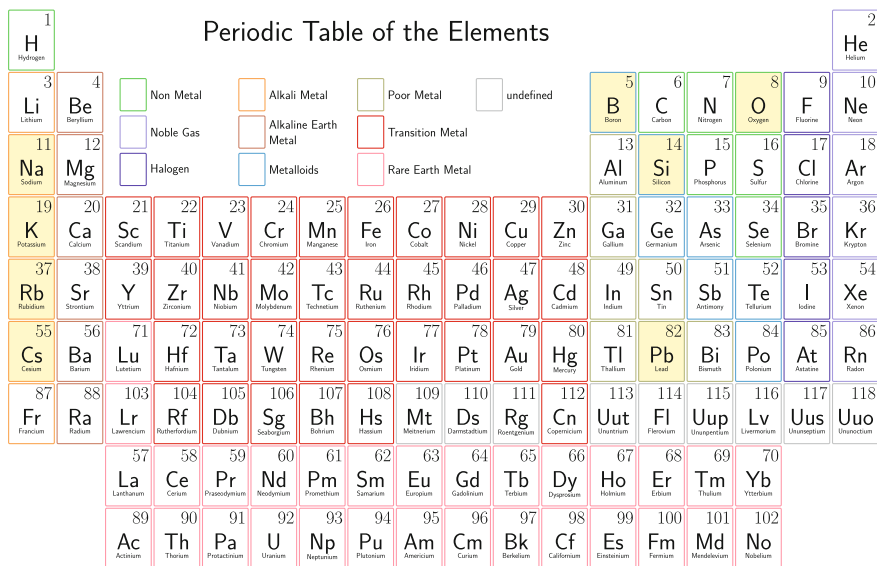 Periodic Table of the Elements
1
H
Hydrogen
2
He
Helium
3
Li
Lithium
4
Be
Beryllium
Non Metal
Alkali Metal
Poor Metal
undefined
Noble Gas
Alkaline Earth
Metal
Transition Metal
Halogen
Metalloids
Rare Earth Metal
5
B
Boron
6
C
Carbon
7
N
Nitrogen
8
O
Oxygen
9
F
Fluorine
10
Ne
Neon
11
Na
Sodium
12
Mg
Magnesium
13
Al
Aluminum
14
Si
Silicon
15
P
Phosphorus
16
S
Sulfur
17
Cl
Chlorine
18
Ar
Argon
19
K
Potassium
20
Ca
Calcium
21
Sc
Scandium
22
Ti
Titanium
23
V
Vanadium
24
Cr
Chromium
25
Mn
Manganese
26
Fe
Iron
27
Co
Cobalt
28
Ni
Nickel
29
Cu
Copper
30
Zn
Zinc
31
Ga
Gallium
32
Ge
Germanium
33
As
Arsenic
34
Se
Selenium
35
Br
Bromine
36
Kr
Krypton
37
Rb
Rubidium
38
Sr
Strontium
39
Y
Yttrium
40
Zr
Zirconium
41
Nb
Niobium
42
Mo
Molybdenum
43
Tc
Technetium
44
Ru
Ruthenium
45
Rh
Rhodium
46
Pd
Palladium
47
Ag
Silver
48
Cd
Cadmium
49
In
Indium
50
Sn
Tin
51
Sb
Antimony
52
Te
Tellurium
53
I
Iodine
54
Xe
Xenon
55
Cs
Cesium
56
Ba
Barium
71
Lu
Lutetium
72
Hf
Hafnium
73
Ta
Tantalum
74
W
Tungsten
75
Re
Rhenium
76
Os
Osmium
77
Ir
Iridium
78
Pt
Platinum
79
Au
Gold
80
Hg
Mercury
81
Tl
Thallium
82
Pb
Lead
83
Bi
Bismuth
84
Po
Polonium
85
At
Astatine
86
Rn
Radon
87
Fr
Francium
88
Ra
Radium
103
Lr
Lawrencium
104
Rf
Rutherfordium
105
Db
Dubnium
106
Sg
Seaborgium
107
Bh
Bohrium
108
Hs
Hassium
109
Mt
Meitnerium
110
Ds
Darmstadtium
111
Rg
Roentgenium
112
Cn
Copernicium
113
Uut
Ununtrium
114
Fl
Flerovium
115
Uup
Ununpentium
116
Lv
Livermorium
117
Uus
Ununseptium
118
Uuo
Ununoctium
57
La
Lanthanum
58
Ce
Cerium
59
Pr
Praseodymium
60
Nd
Neodymium
61
Pm
Promethium
62
Sm
Samarium
63
Eu
Europium
64
Gd
Gadolinium
65
Tb
Terbium
66
Dy
Dysprosium
67
Ho
Holmium
68
Er
Erbium
69
Tm
Thulium
70
Yb
Ytterbium
89
Ac
Actinium
90
Th
Thorium
91
Pa
Protactinium
92
U
Uranium
93
Np
Neptunium
94
Pu
Plutonium
95
Am
Americium
96
Cm
Curium
97
Bk
Berkelium
98
Cf
Californium
99
Es
Einsteinium
100
Fm
Fermium
101
Md
Mendelevium
102
No
Nobelium